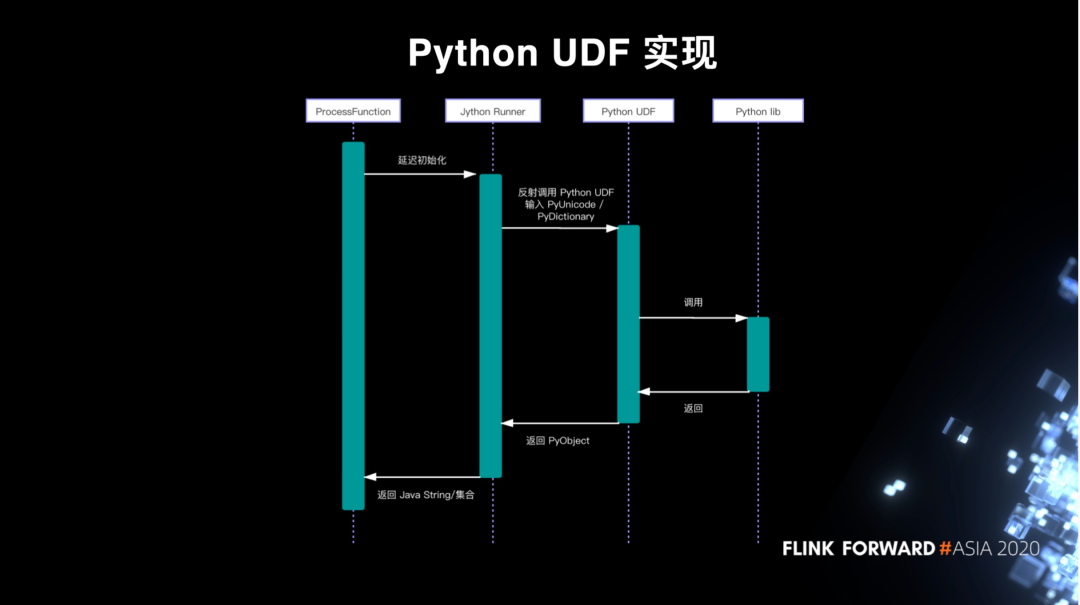 Python UDF 实现
ProcessFunction
Jython Runner
Python UDF
Python lib
延迟初始化
反射调用 Python UDF
输入 PyUnicode /
PyDictionary
调用
返回
返回 PyObject
返回 Java String/集合
FLINK FORWARD #ASIA 2020